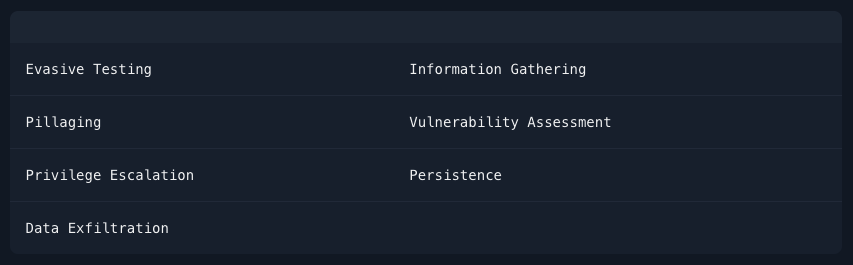 Evasive Testing Information Gathering
Pillaging Vulnerability Assessment
Privilege Escalation Persistence
Data Exfiltration